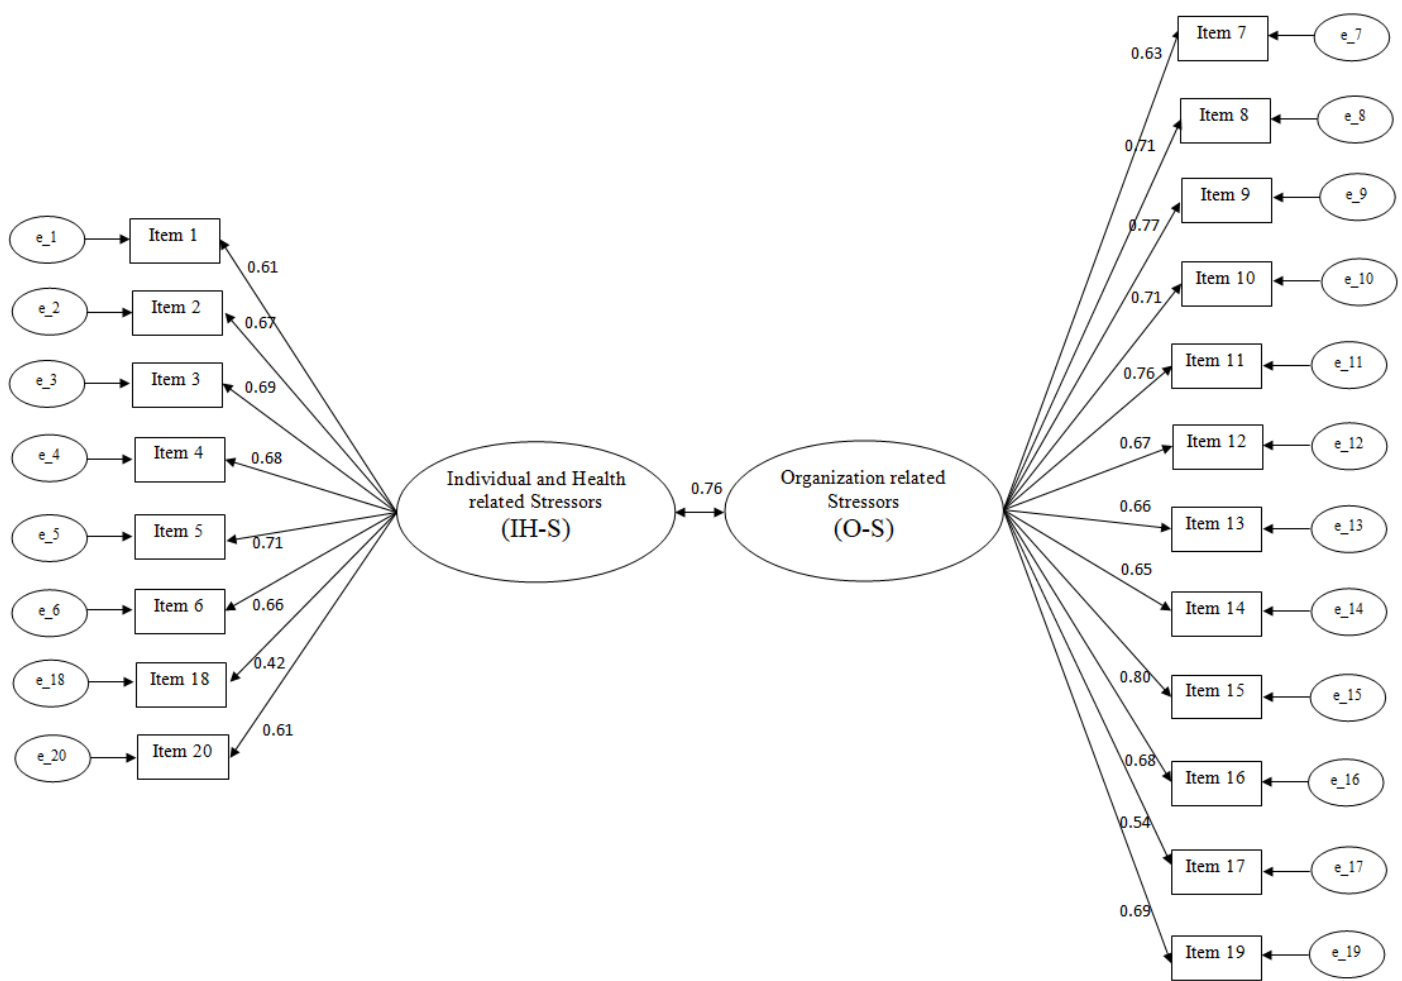 e_1
Item 1
0.61
e_2
Item 2
0.67
e_3
Item 3
0.69
e_4
Item 4
0.68
e_5
Item 5
0.71
e_6
Item 6
0.66
e_18
Item 18
0.42
e_20
Item 20
0.61
Individual and Health
related Stressors
(IH-S)
0.76
Organization related
Stressors
(O-S)
0.63
Item 7
e_7
0.71
Item 8
e_8
0.77
Item 9
e_9
0.71
Item 10
e_10
0.76
Item 11
e_11
0.67
Item 12
e_12
0.66
Item 13
e_13
0.65
Item 14
e_14
0.80
Item 15
e_15
0.68
Item 16
e_16
0.54
Item 17
e_17
0.69
Item 19
e_19